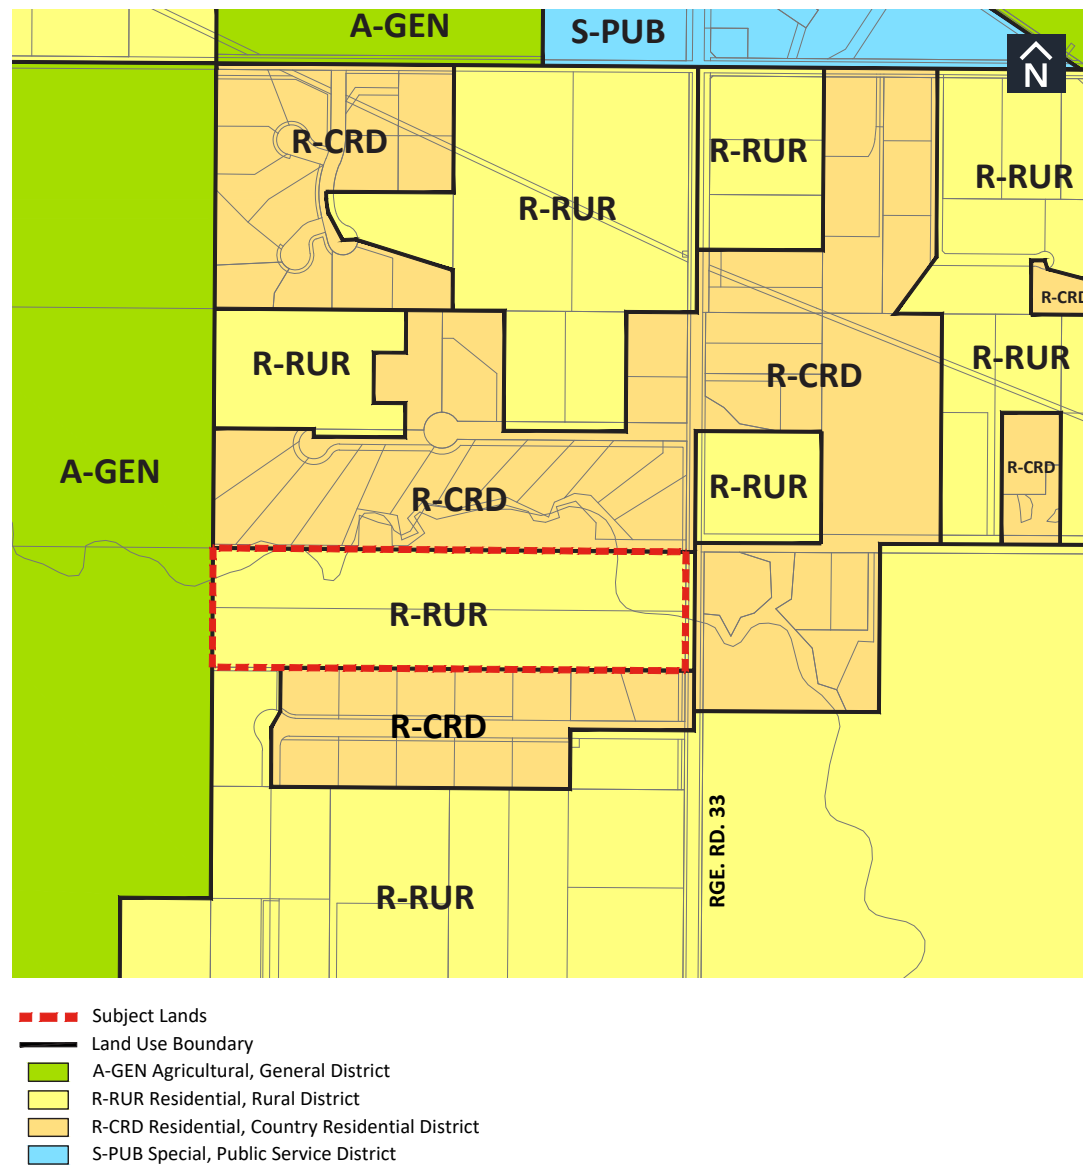 A-GEN
S-PUB
N
R-CRD
R-RUR
R-RUR
R-RUR
R-CRD
R-RUR
R-CRD
R-RUR
A-GEN
R-CRD
R-RUR
R-CRD
R-RUR
R-CRD
RGE. RD. 33
R-RUR
Subject Lands
Land Use Boundary
A-GEN Agricultural, General District
R-RUR Residential, Rural District
R-CRD Residential, Country Residential District
S-PUB Special, Public Service District